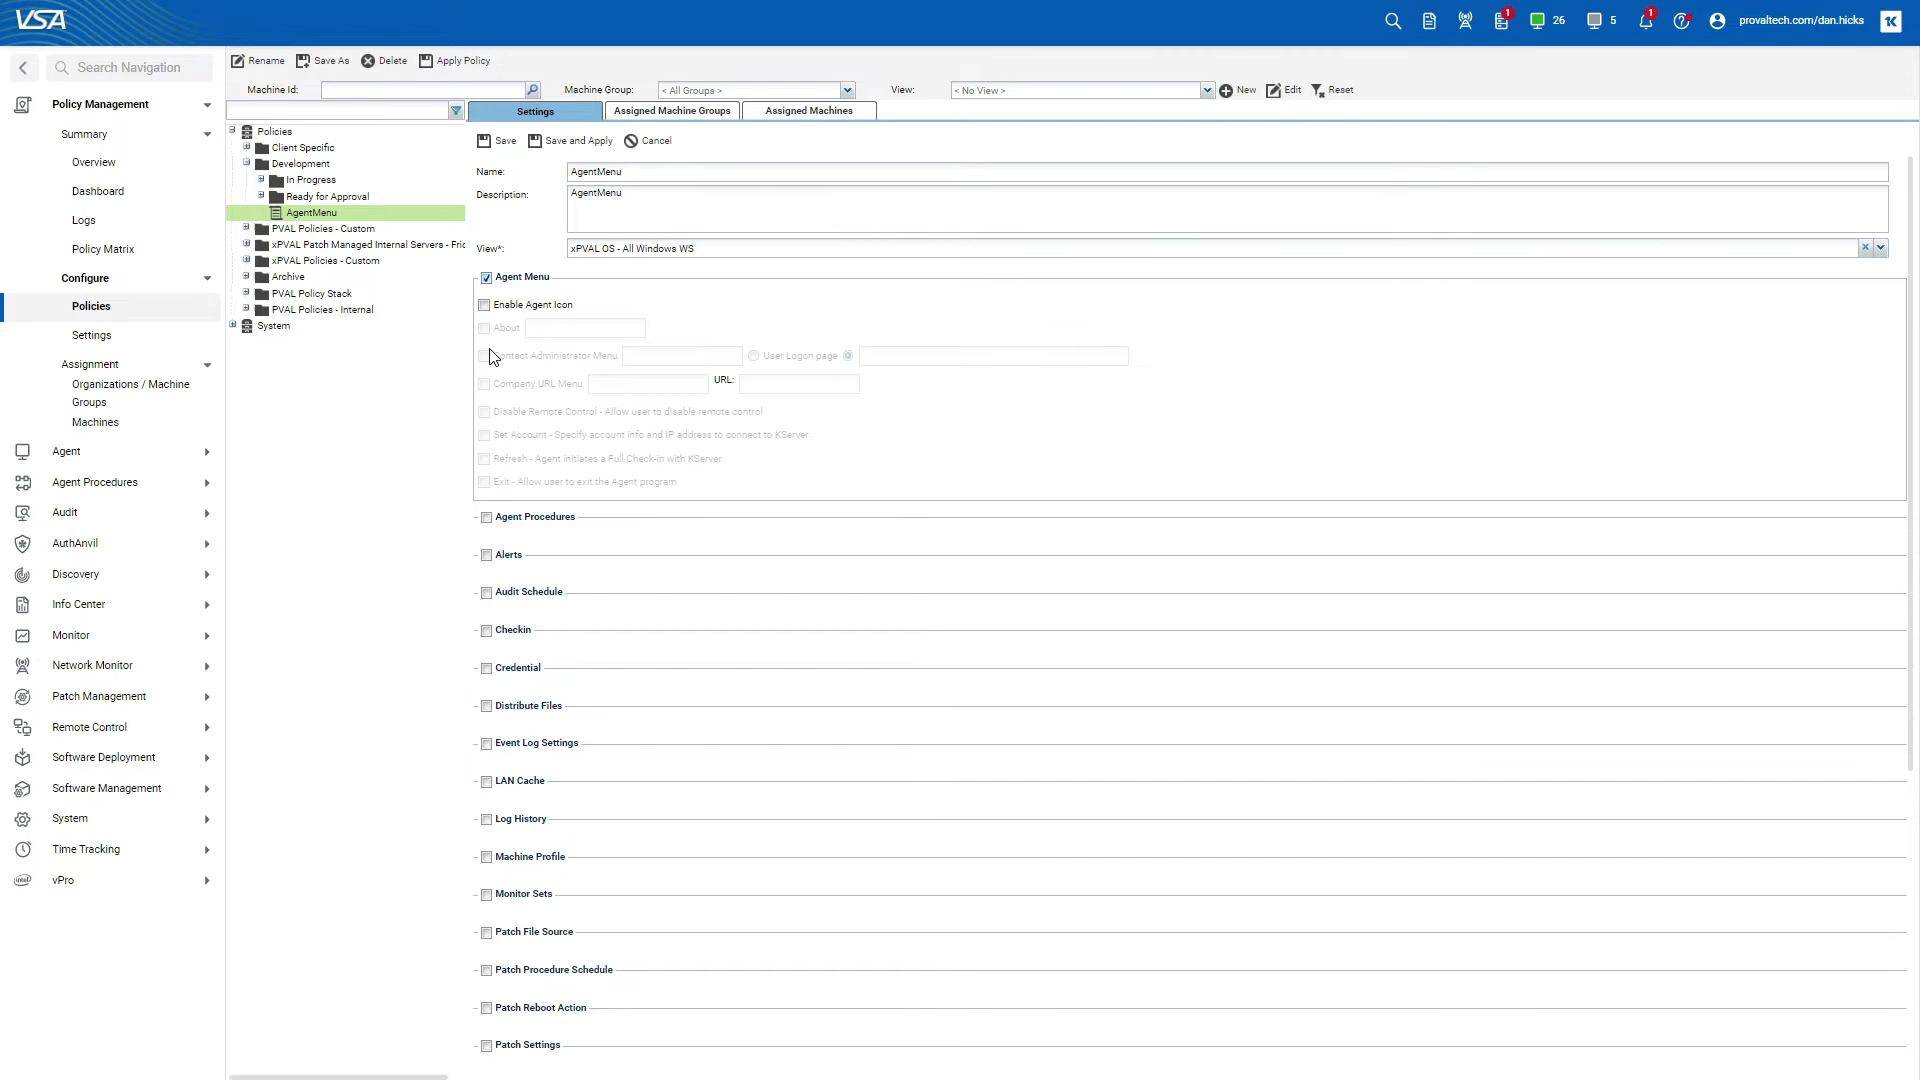 VSA
1
26
5
1
provaltech.com/dan.hicks
Search Navigation
Rename
Save As
Delete
Apply Policy
Machine Id:
Machine Group:
< All Groups >
View:
< No View >
New
Edit
Reset
Settings
Assigned Machine Groups
Assigned Machines
Policy Management
Summary
Overview
Dashboard
Logs
Policy Matrix
Configure
Policies
Settings
Assignment
Organizations / Machine
Groups
Machines
Agent
Agent Procedures
Audit
AuthAnvil
Discovery
Info Center
Monitor
Network Monitor
Patch Management
Remote Control
Software Deployment
Software Management
System
Time Tracking
vPro
Policies
Client Specific
Development
In Progress
Ready for Approval
AgentMenu
PVAL Policies - Custom
xPVAL Patch Managed Internal Servers - Fric
xPVAL Policies - Custom
Archive
PVAL Policy Stack
PVAL Policies - Internal
System
Save
Save and Apply
Cancel
Name:
AgentMenu
Description:
AgentMenu
View*:
xPVAL OS - All Windows WS
Agent Menu
Enable Agent Icon
About
ontact Administrator Menu
User Logon page
Company URL Menu
URL:
Disable Remote Control - Allow user to disable remote control
Set Account - Specify account info and IP address to connect to KServer
Refresh - Agent initiates a Full Check-in with KServer
Exit - Allow user to exit the Agent program
Agent Procedures
Alerts
Audit Schedule
Checkin
Credential
Distribute Files
Event Log Settings
LAN Cache
Log History
Machine Profile
Monitor Sets
Patch File Source
Patch Procedure Schedule
Patch Reboot Action
Patch Settings